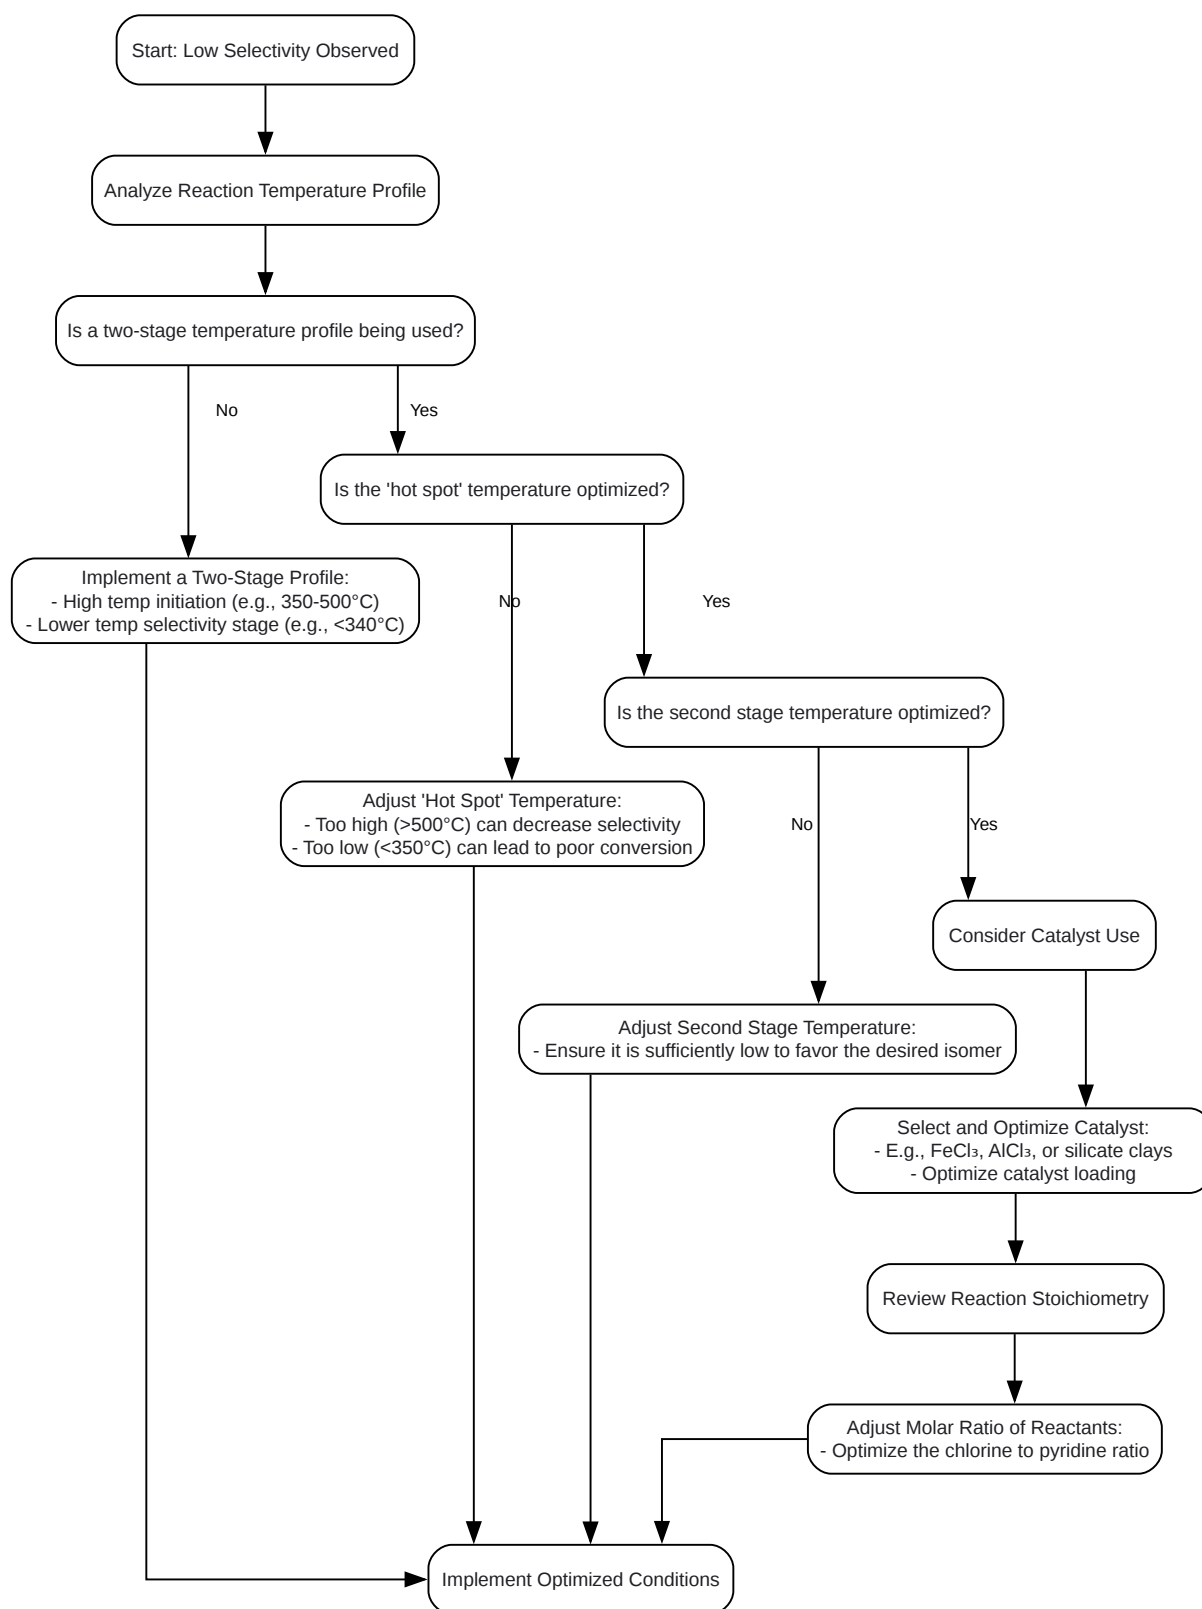 Start: Low Selectivity Observed
Analyze Reaction Temperature Profile
Is a two-stage temperature profile being used?
No
Yes
Is the 'hot spot' temperature optimized?
Implement a Two-Stage Profile:
- High temp initiation (e.g., 350-500°C)
- Lower temp selectivity stage (e.g., <340°C)
No
Yes
Is the second stage temperature optimized?
Adjust 'Hot Spot' Temperature:
- Too high (>500°C) can decrease selectivity
- Too low (<350°C) can lead to poor conversion
No
Yes
Consider Catalyst Use
Adjust Second Stage Temperature:
- Ensure it is sufficiently low to favor the desired isomer
Select and Optimize Catalyst:
- E.g., FeCl₃, AlCl₃, or silicate clays
- Optimize catalyst loading
Review Reaction Stoichiometry
Adjust Molar Ratio of Reactants:
- Optimize the chlorine to pyridine ratio
Implement Optimized Conditions